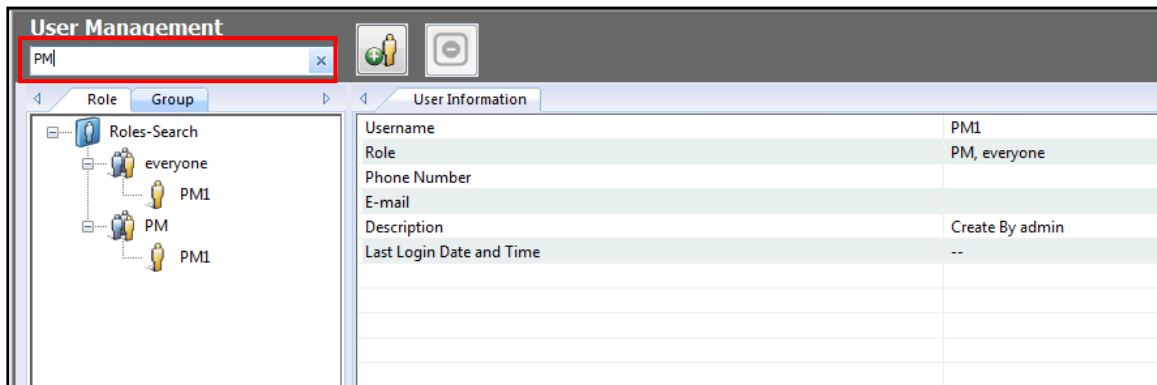 User Management
PM
Role Group
User Information
Roles-Search
everyone
PM1
PM
PM1
Username PM1
Role PM, everyone
Phone Number
E-mail
Description Create By admin
Last Login Date and Time --